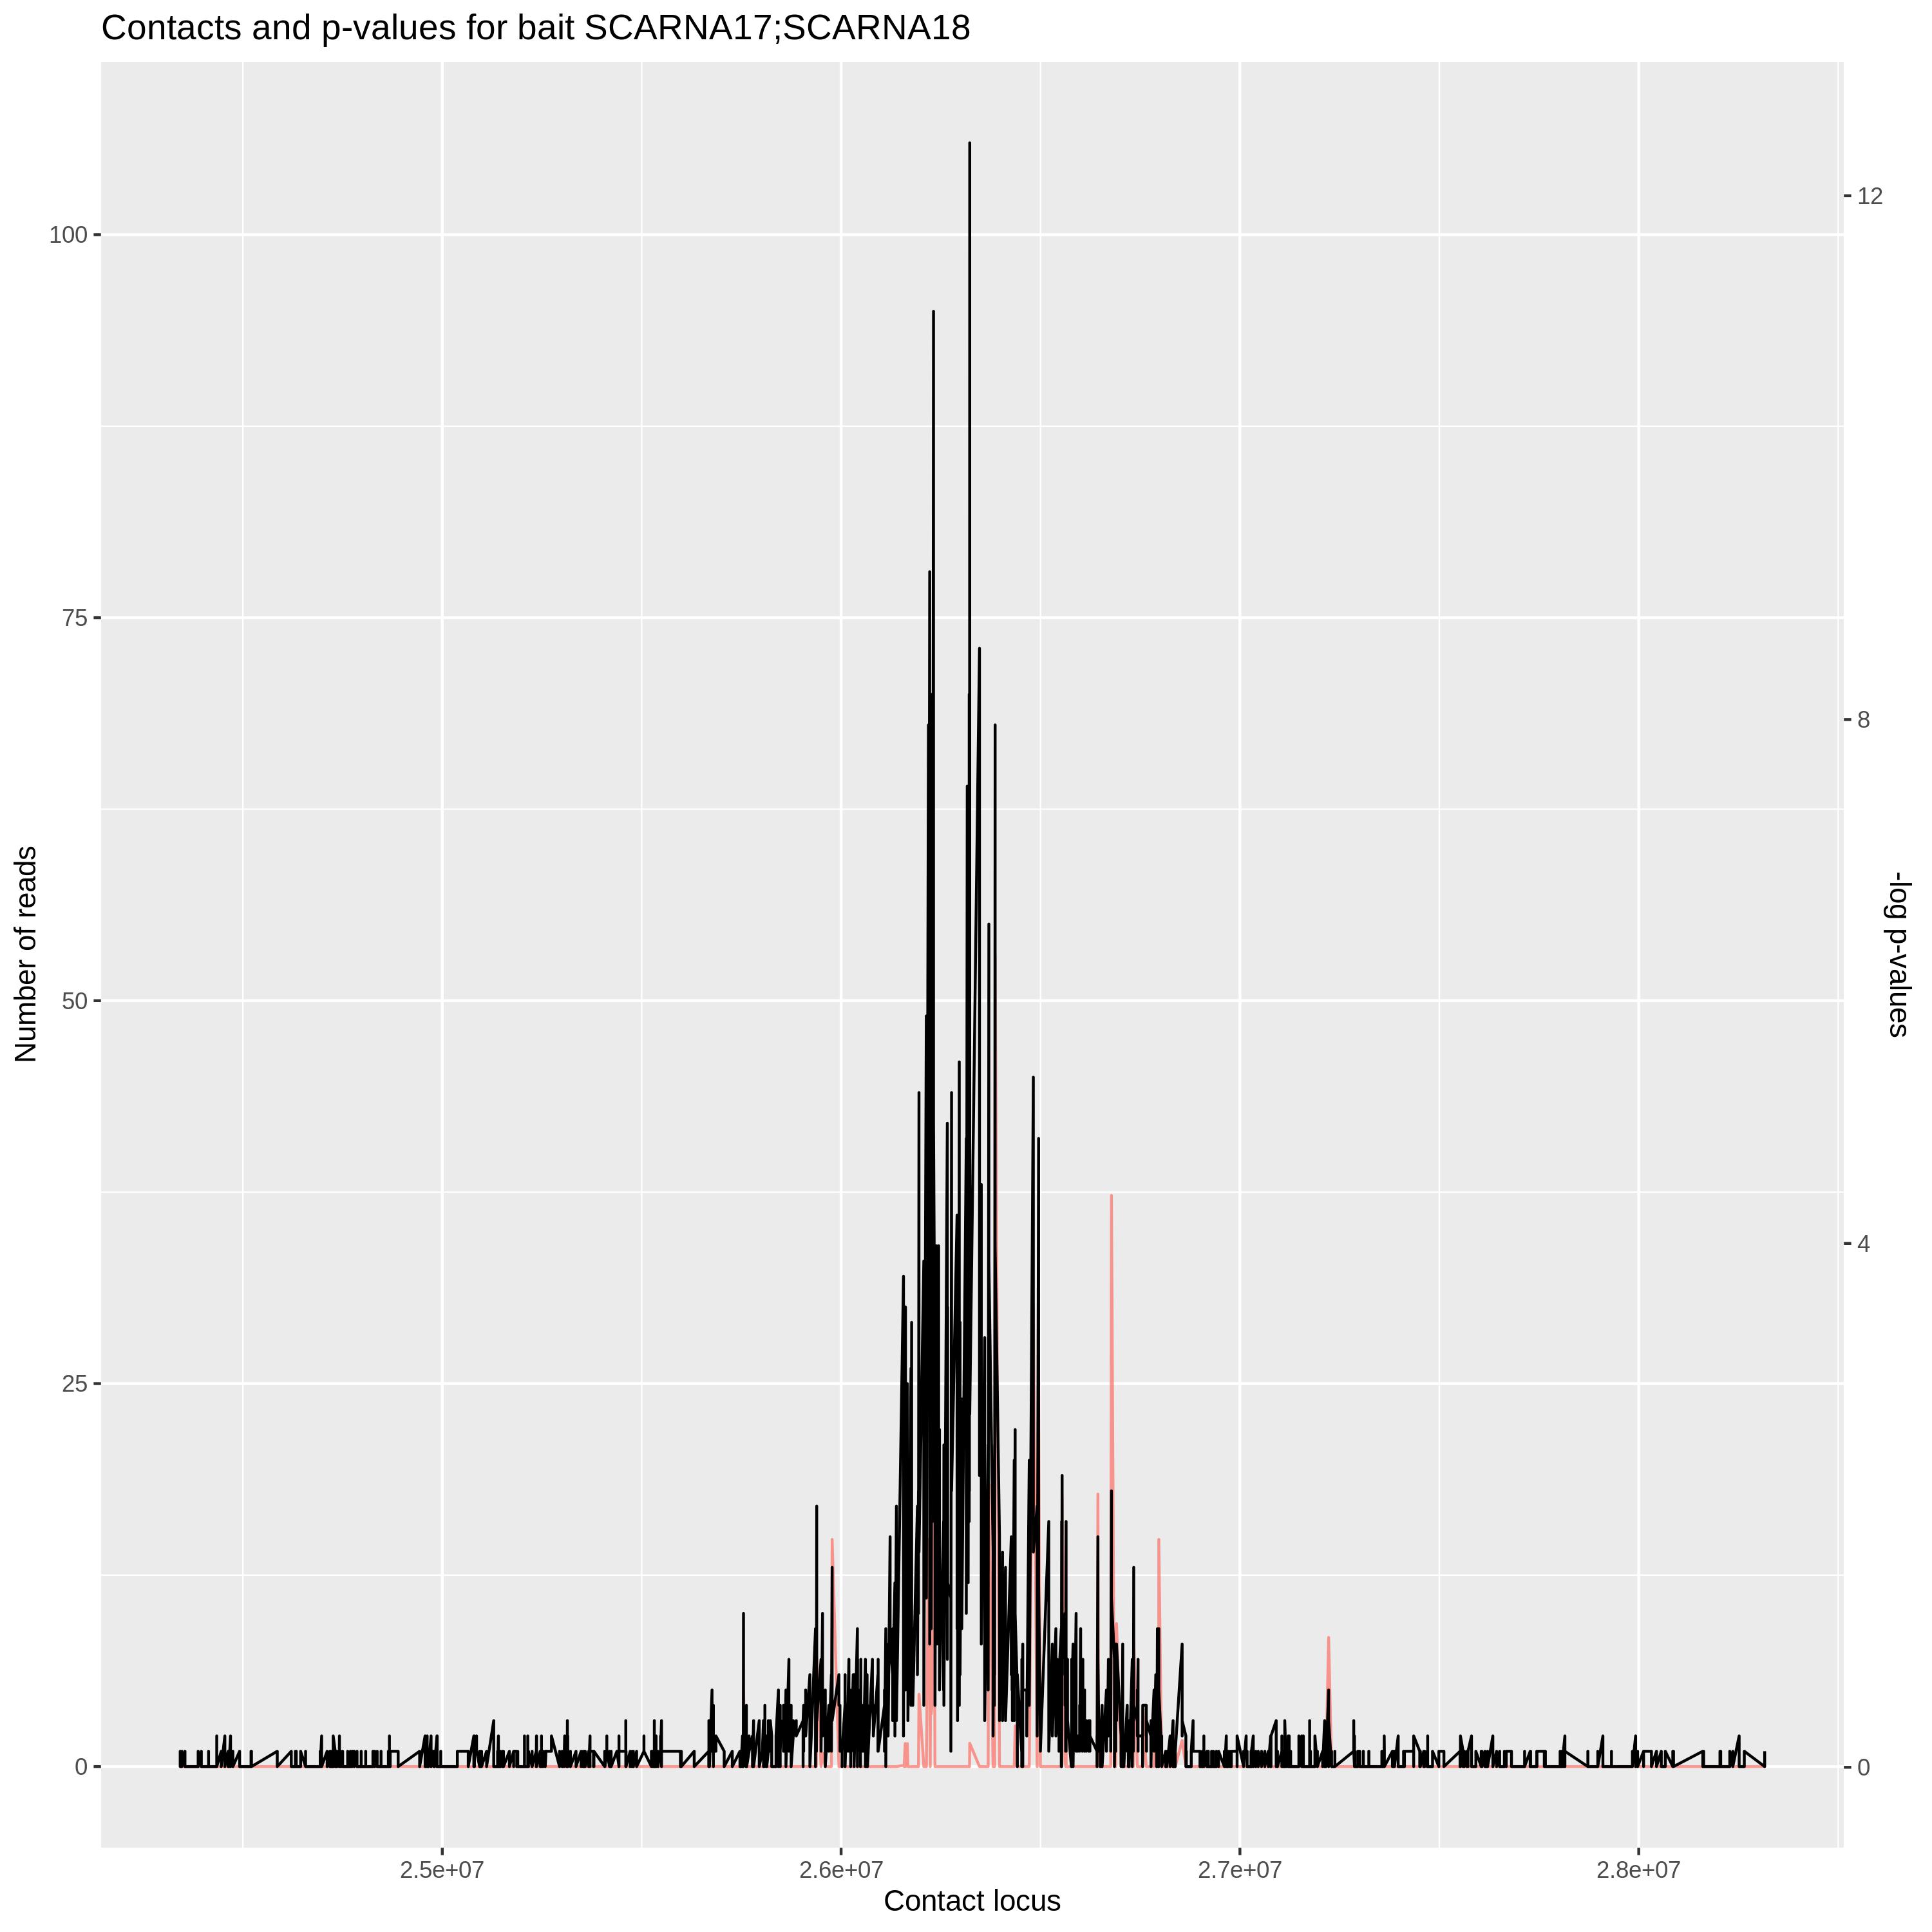 Contacts and p-values for bait SCARNA17;SCARNA18
100
75
50
25
0
Number of reads
12
8
4
0
-log p-values
2.5e+07
2.6e+07
2.7e+07
2.8e+07
Contact locus